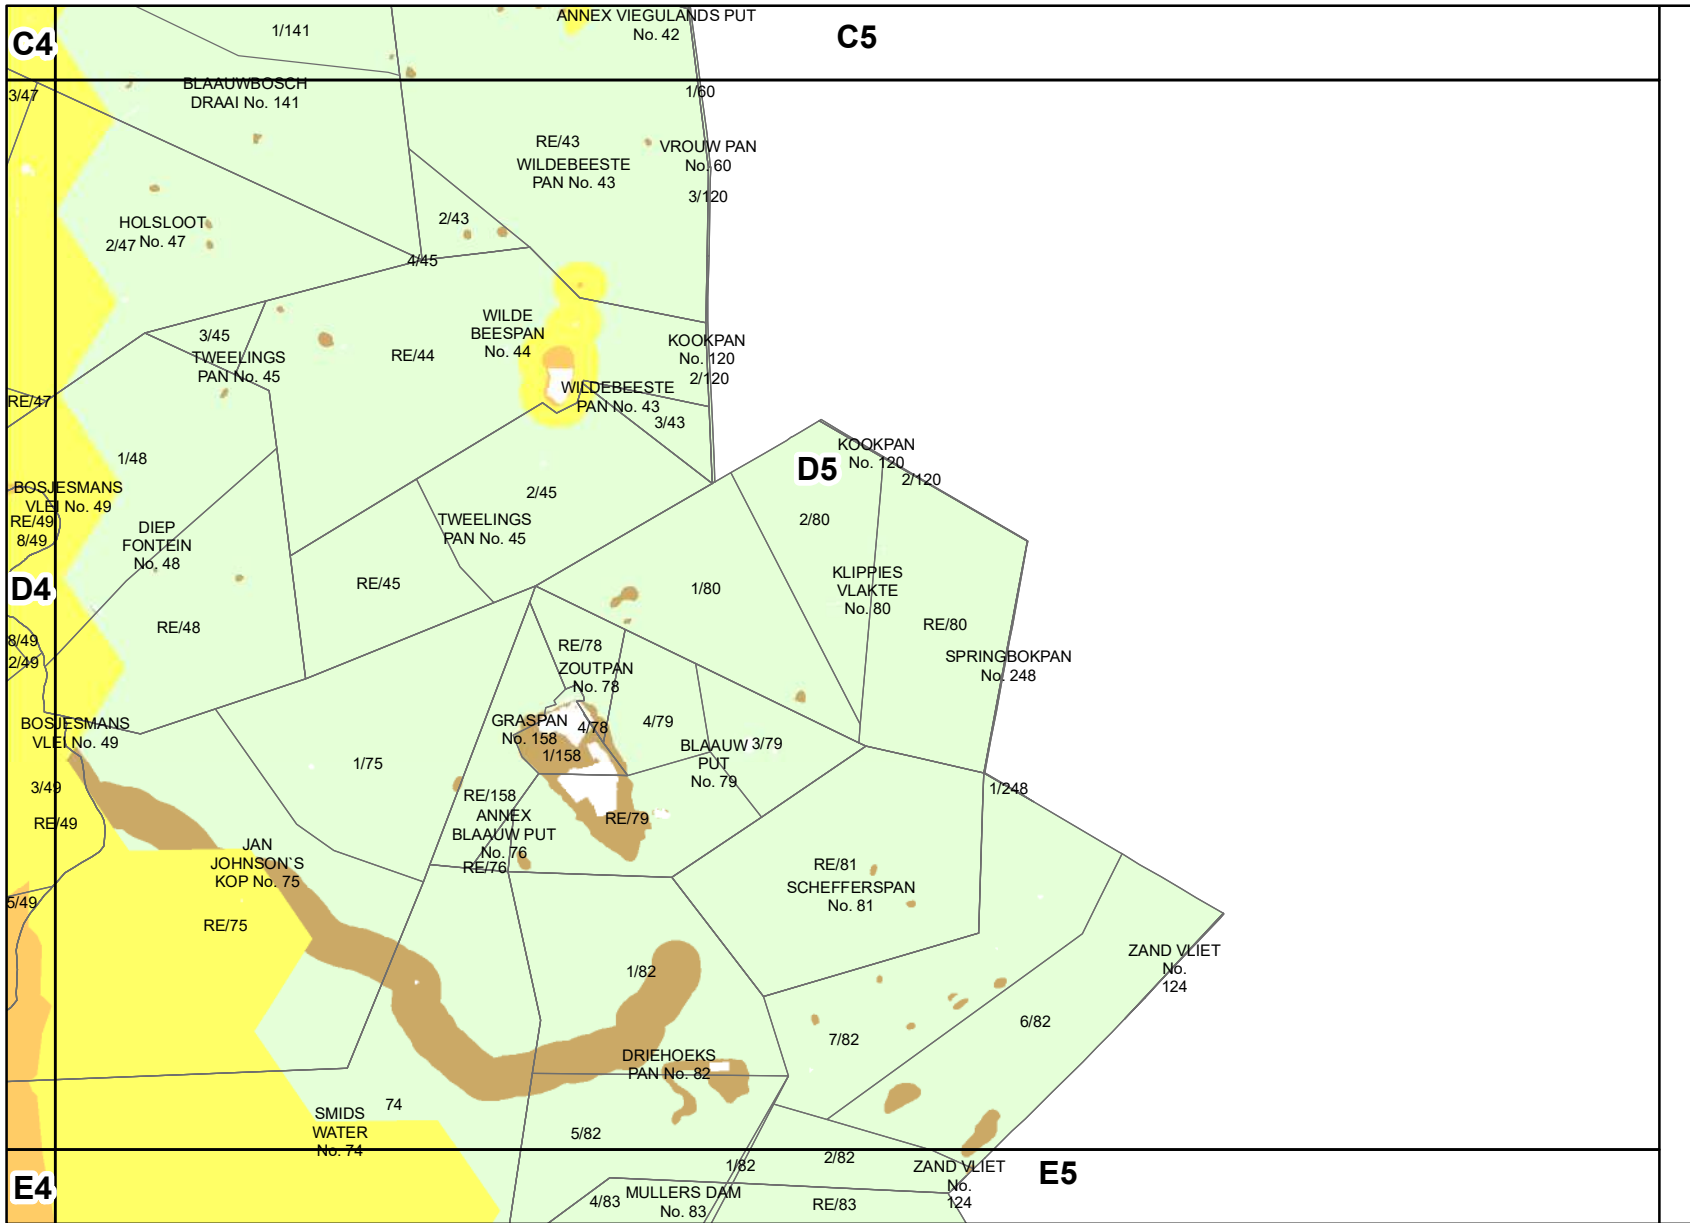 ANNEX VIEGULANDS PUT
No. 42
C4
1/141
C5
3/47
BLAAUWBOSCH
DRAAI No. 141
1/60
RE/43
WILDEBEESTE
PAN No. 43
VROUW PAN
No. 60
3/120
HOLSLOOT
No. 47
2/47
2/43
4/45
3/45
TWEELINGS
PAN No. 45
RE/44
WILDE
BEESPAN
No. 44
KOOKPAN
No. 120
2/120
WILDEBEESTE
PAN No. 43
3/43
RE/47
1/48
BOSJESMANS
VLEI No. 49
RE/49
8/49
DIEP
FONTEIN
No. 48
2/45
TWEELINGS
PAN No. 45
D5
KOOKPAN
No. 120
2/120
2/80
D4
RE/45
1/80
KLIPPIES
VLAKTE
No. 80
RE/80
RE/48
8/49
2/49
RE/78
ZOUTPAN
No. 78
SPRINGBOKPAN
No. 248
BOSJESMANS
VLEI No. 49
GRASPAN
No. 158
4/78
1/158
4/79
BLAAUW
PUT
No. 79
3/79
1/75
3/49
RE/49
RE/158
ANNEX
BLAAUW PUT
No. 76
RE/76
RE/79
1/248
JAN
JOHNSON`S
KOP No. 75
RE/81
SCHEFFERSPAN
No. 81
5/49
RE/75
1/82
ZAND VLIET
No.
124
6/82
7/82
DRIEHOEKS
PAN No. 82
74
SMIDS
WATER
No. 74
5/82
1/82
2/82
ZAND VLIET
No.
124
E5
E4
4/83
MULLERS DAM
No. 83
RE/83